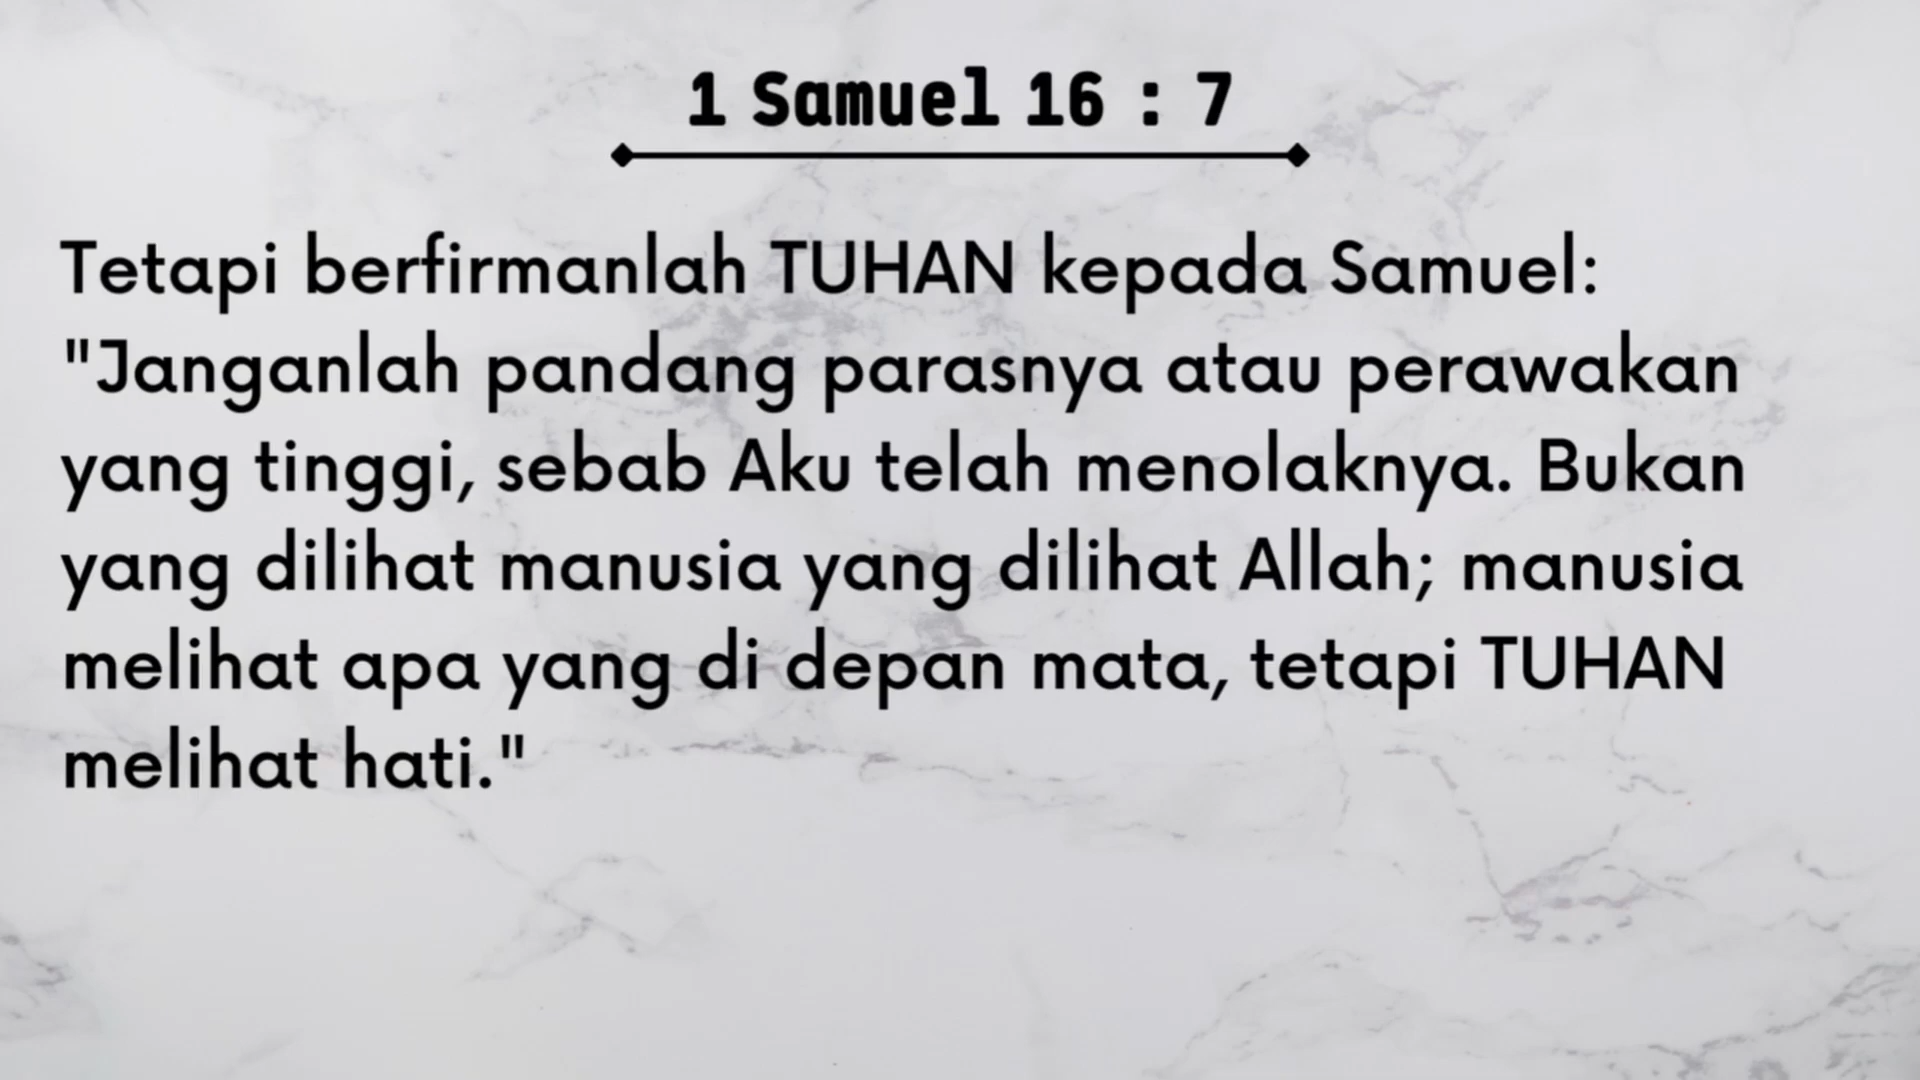 1 Samuel 16 : 7
Tetapi berfirmanlah TUHAN kepada Samuel:
"Janganlah pandang parasnya atau perawakan
yang tinggi, sebab Aku telah menolaknya. Bukan
yang dilihat manusia yang dilihat Allah; manusia
melihat apa yang di depan mata, tetapi TUHAN
melihat hati."